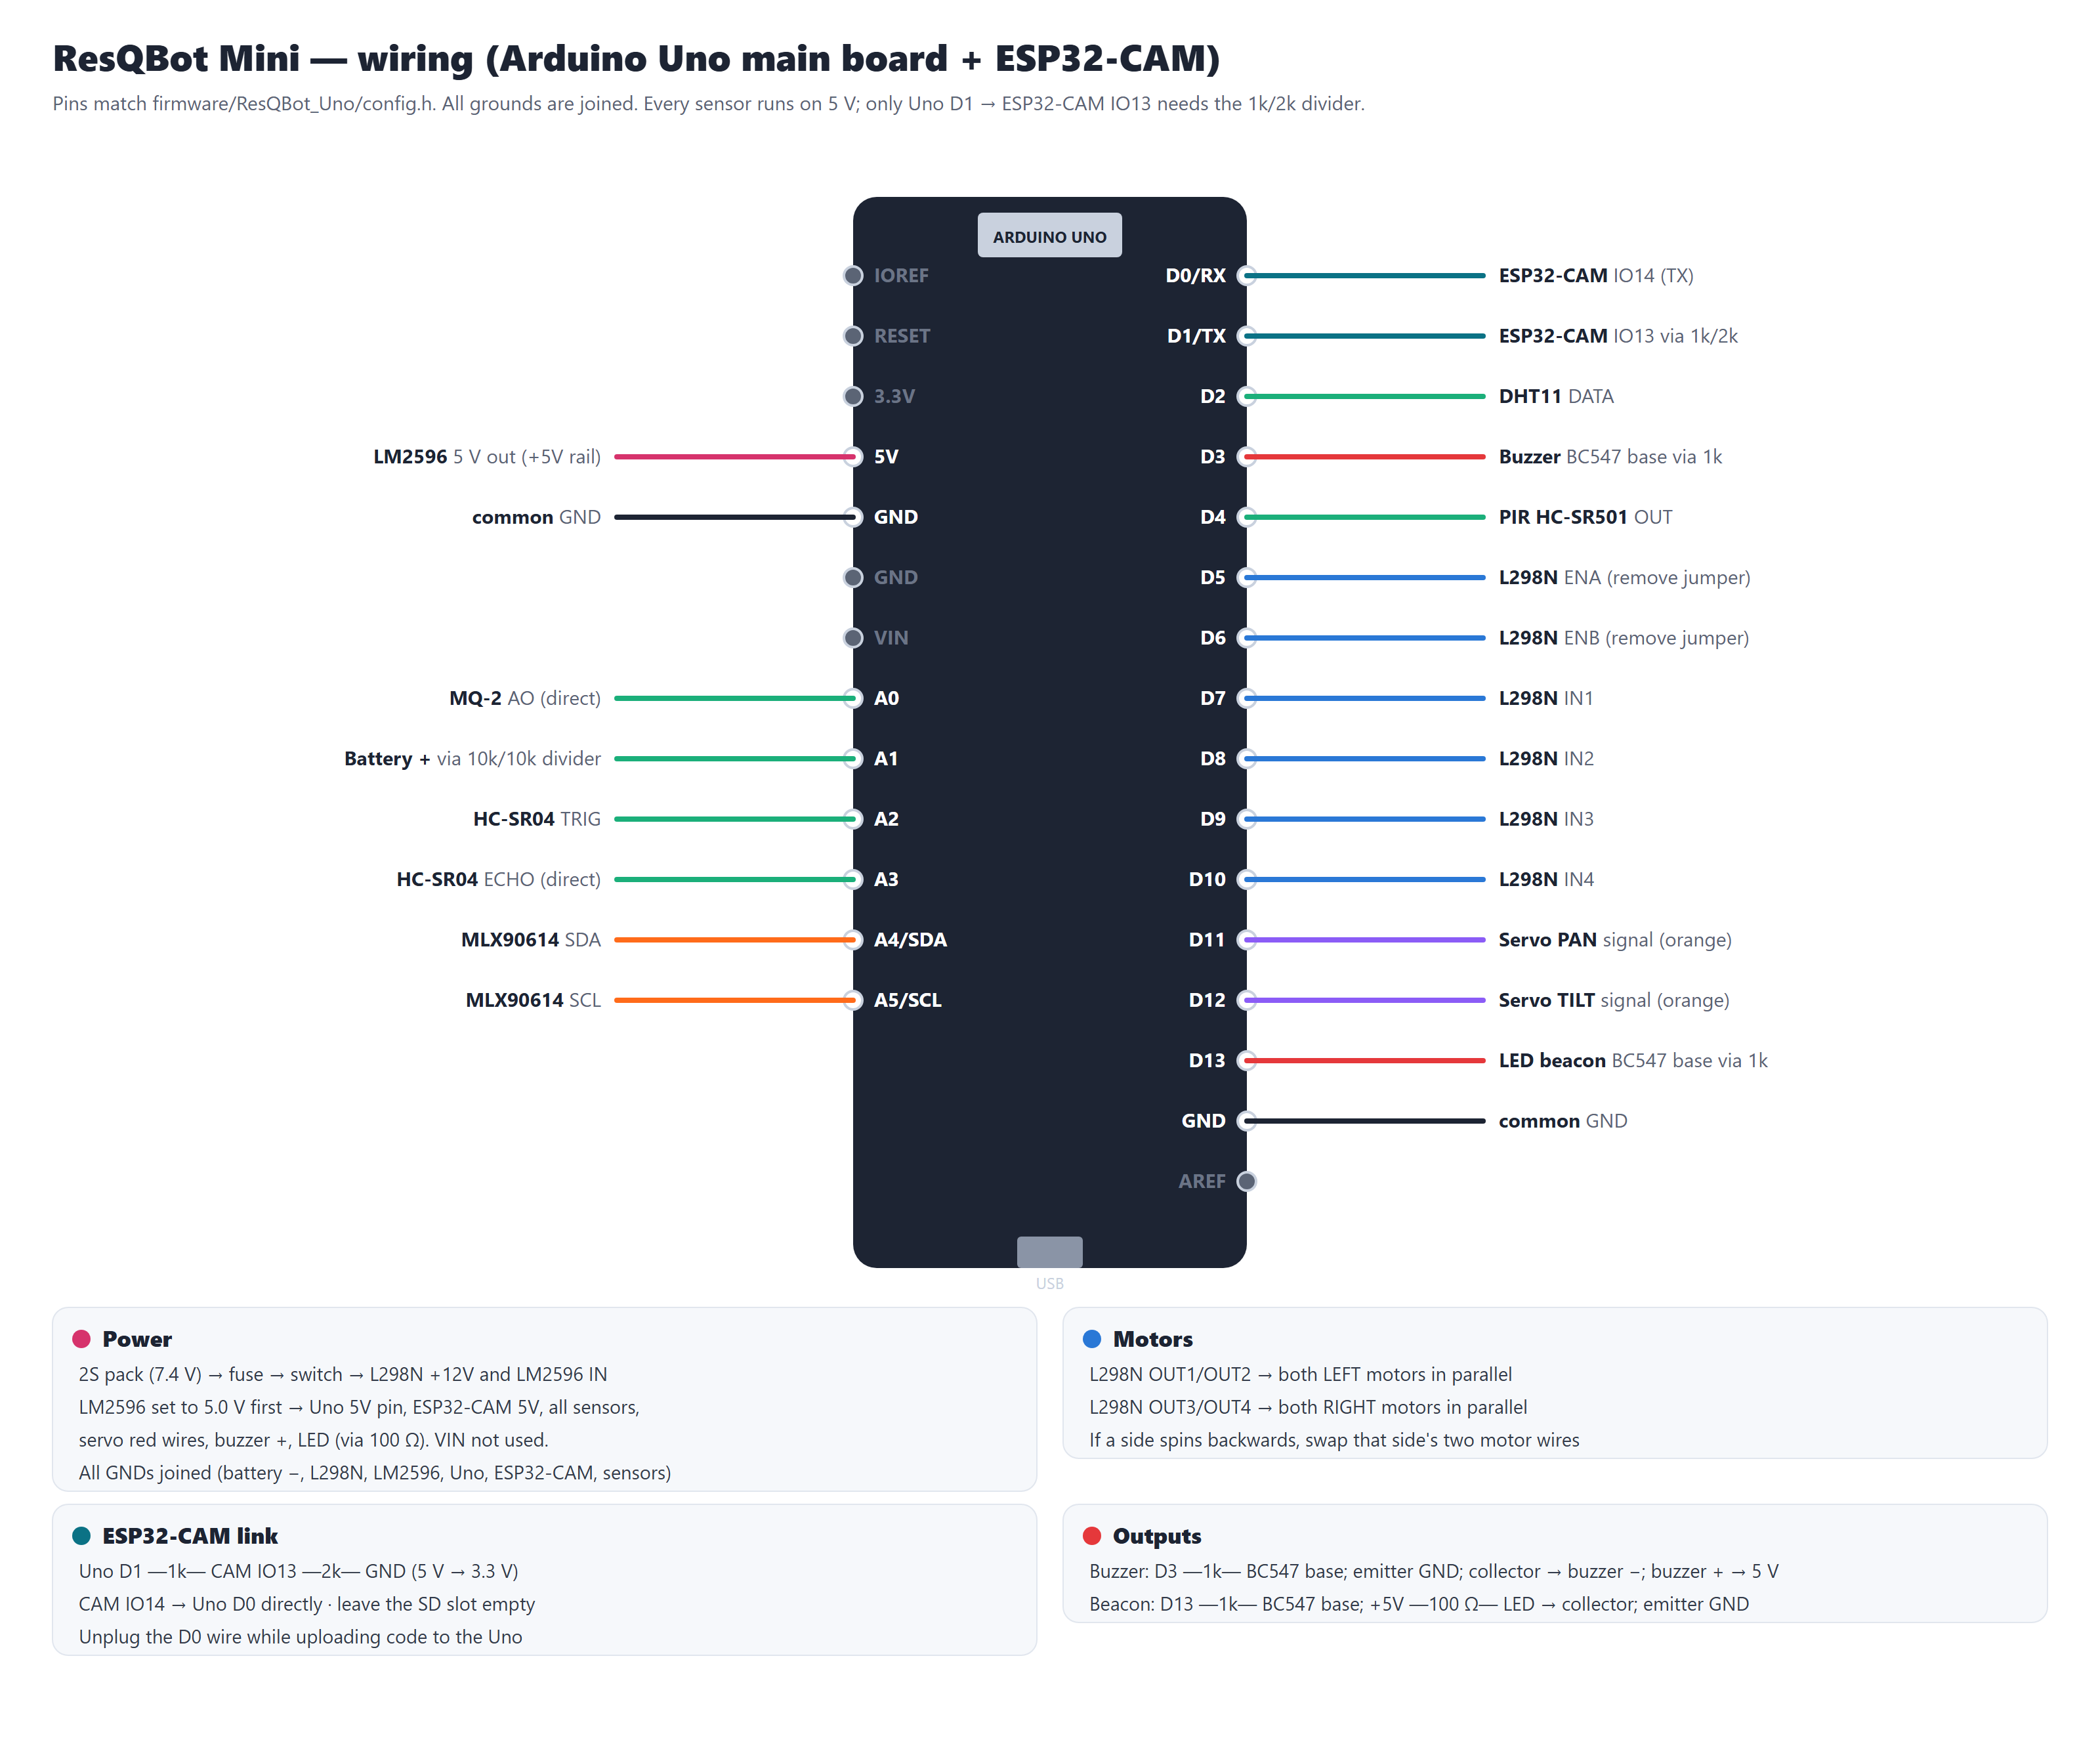 ResQBot Mini — wiring (Arduino Uno main board + ESP32-CAM)
Pins match firmware/ResQBot_Uno/config.h. All grounds are joined. Every sensor runs on 5 V; only Uno D1 → ESP32-CAM IO13 needs the 1k/2k divider.
ARDUINO UNO
IOREF
RESET
3.3V
LM2596 5 V out (+5V rail) 5V
common GND GND
GND
VIN
MQ-2 AO (direct) A0
Battery + via 10k/10k divider A1
HC-SR04 TRIG A2
HC-SR04 ECHO (direct) A3
MLX90614 SDA A4/SDA
MLX90614 SCL A5/SCL
D0/RX ESP32-CAM IO14 (TX)
D1/TX ESP32-CAM IO13 via 1k/2k
D2 DHT11 DATA
D3 Buzzer BC547 base via 1k
D4 PIR HC-SR501 OUT
D5 L298N ENA (remove jumper)
D6 L298N ENB (remove jumper)
D7 L298N IN1
D8 L298N IN2
D9 L298N IN3
D10 L298N IN4
D11 Servo PAN signal (orange)
D12 Servo TILT signal (orange)
D13 LED beacon BC547 base via 1k
GND common GND
AREF
USB
Power
2S pack (7.4 V) → fuse → switch → L298N +12V and LM2596 IN
LM2596 set to 5.0 V first → Uno 5V pin, ESP32-CAM 5V, all sensors,
servo red wires, buzzer +, LED (via 100 Ω). VIN not used.
All GNDs joined (battery −, L298N, LM2596, Uno, ESP32-CAM, sensors)
Motors
L298N OUT1/OUT2 → both LEFT motors in parallel
L298N OUT3/OUT4 → both RIGHT motors in parallel
If a side spins backwards, swap that side's two motor wires
ESP32-CAM link
Uno D1 —1k— CAM IO13 —2k— GND (5 V → 3.3 V)
CAM IO14 → Uno D0 directly · leave the SD slot empty
Unplug the D0 wire while uploading code to the Uno
Outputs
Buzzer: D3 —1k— BC547 base; emitter GND; collector → buzzer −; buzzer + → 5 V
Beacon: D13 —1k— BC547 base; +5V —100 Ω— LED → collector; emitter GND